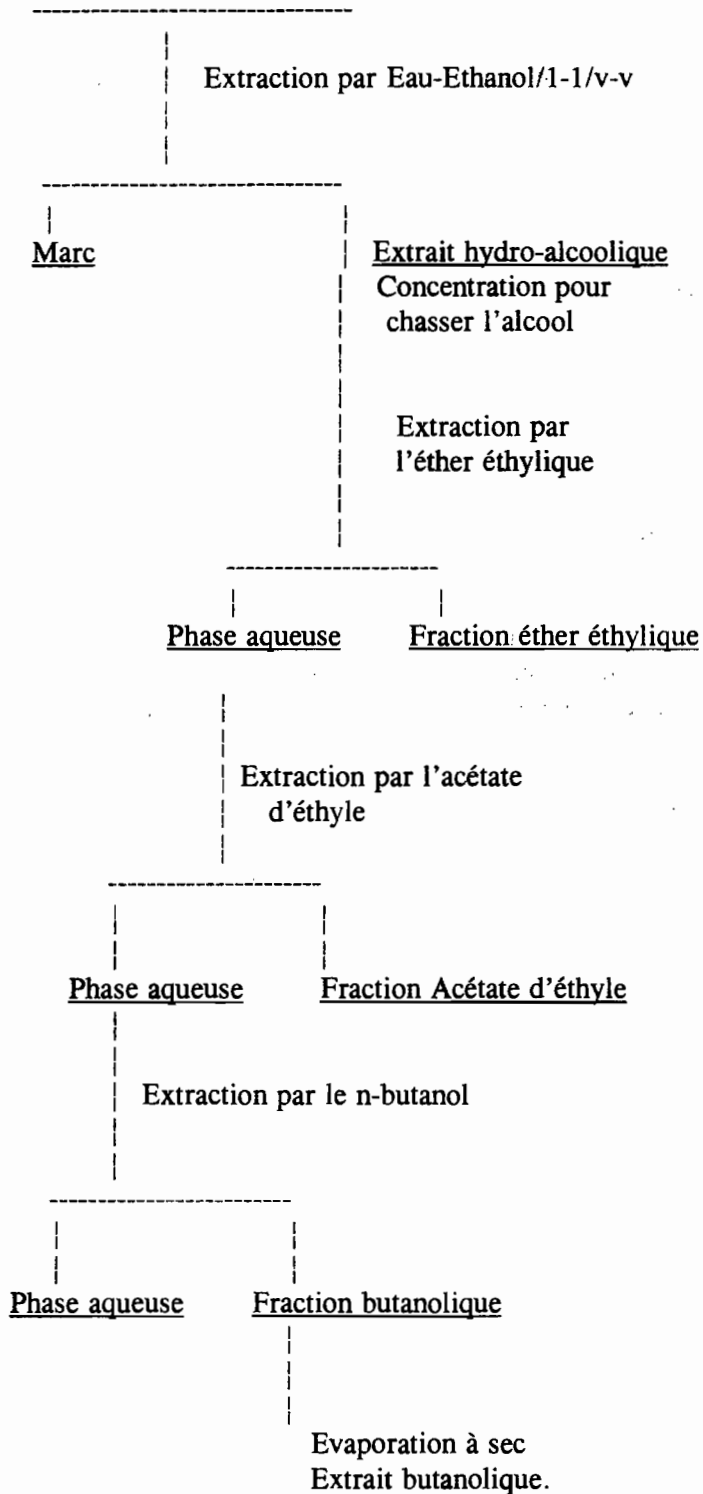 Extraction par Eau-Ethanol/1-1/v-v
Marc
Extrait hydro-alcoolique
Concentration pour
chasser l'alcool
Extraction par
l'éther éthylique
Phase aqueuse
Fraction éther éthylique
Extraction par l'acétate
d'éthyle
Phase aqueuse
Fraction Acétate d'éthyle
Extraction par le n-butanol
Phase aqueuse
Fraction butanolique
Evaporation à sec
Extrait butanolique.